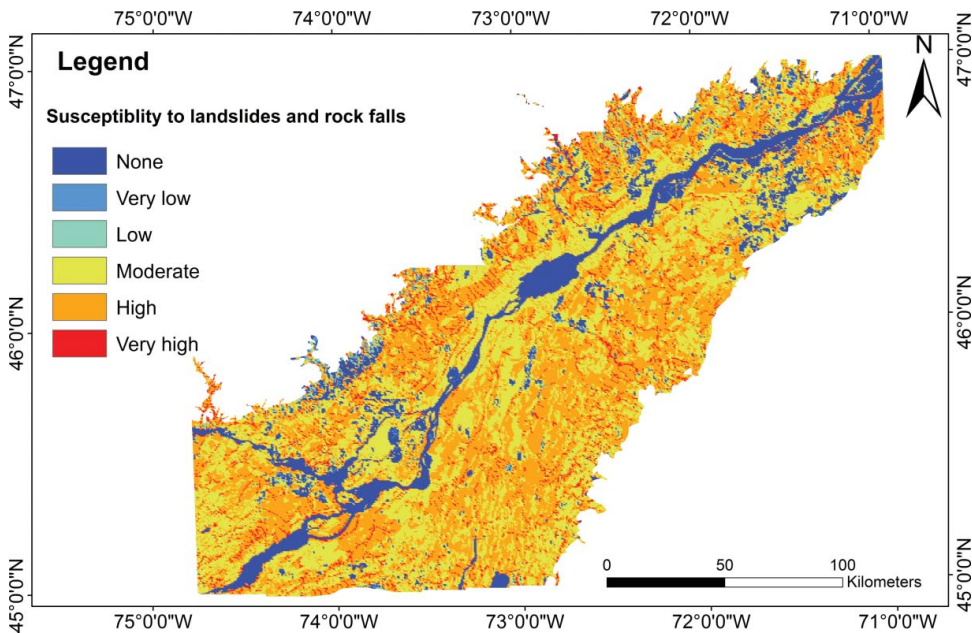 75°0'0"W 74°0'0"W 73°0'0"W 72°0'0"W 71°0'0"W
N
Legend
Susceptiblity to landslides and rock falls
None
Very low
Low
Moderate
High
Very high
47°0'0"N
46°0'0"N
45°0'0"N
47°0'0"N
46°0'0"N
45°0'0"N
0 50 100
Kilometers
75°0'0"W 74°0'0"W 73°0'0"W 72°0'0"W 71°0'0"W